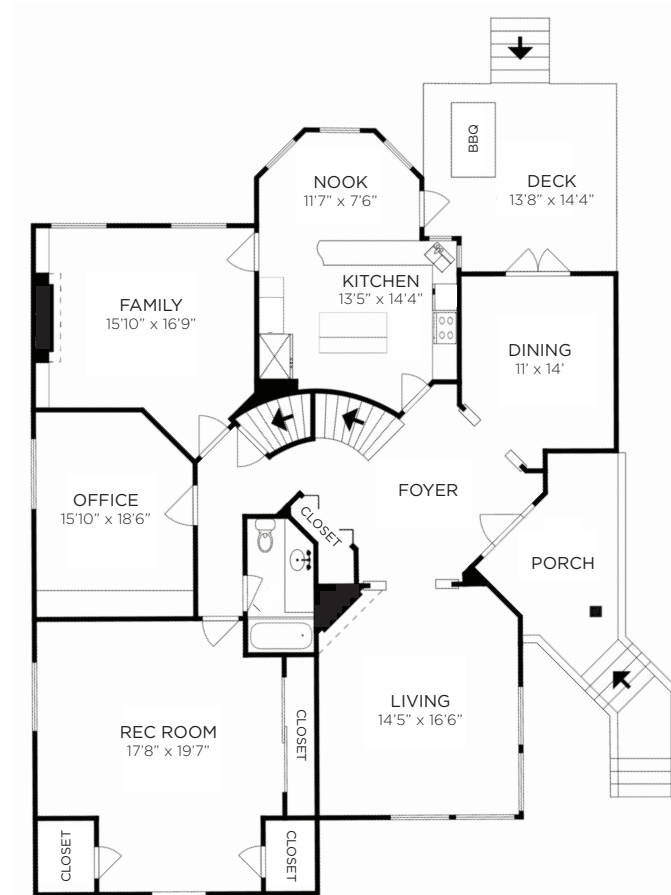 BBQ
DECK
13'8" x 14'4"
NOOK
11'7" x 7'6"
KITCHEN
13'5" x 14'4"
FAMILY
15'10" x 16'9"
DINING
11' x 14'
OFFICE
15'10" x 18'6"
FOYER
CLOSET
PORCH
LIVING
14'5" x 16'6"
REC ROOM
17'8" x 19'7"
CLOSET
CLOSET
CLOSET